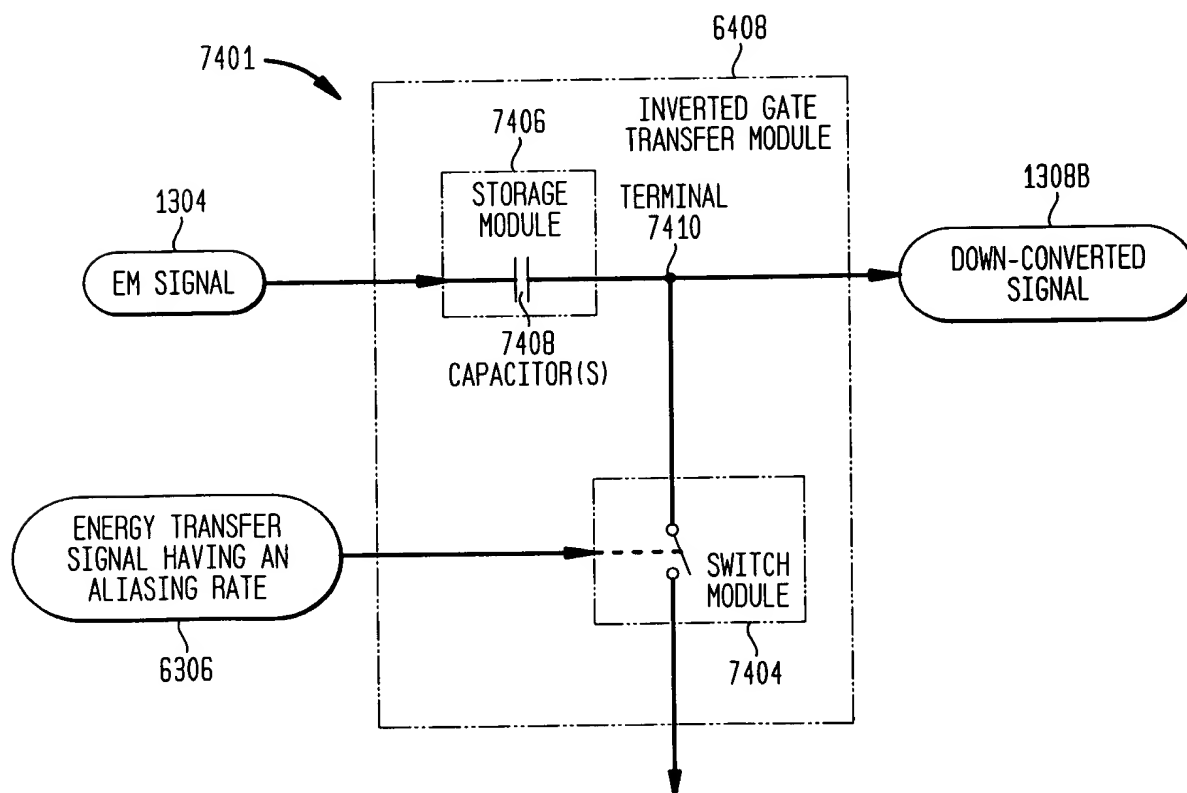 7401
6408
INVERTED GATE
TRANSFER MODULE
7406
STORAGE
MODULE
TERMINAL
7410
1304
EM SIGNAL
1308B
DOWN-CONVERTED
SIGNAL
7408
CAPACITOR(S)
ENERGY TRANSFER
SIGNAL HAVING AN
ALIASING RATE
6306
SWITCH
MODULE
7404